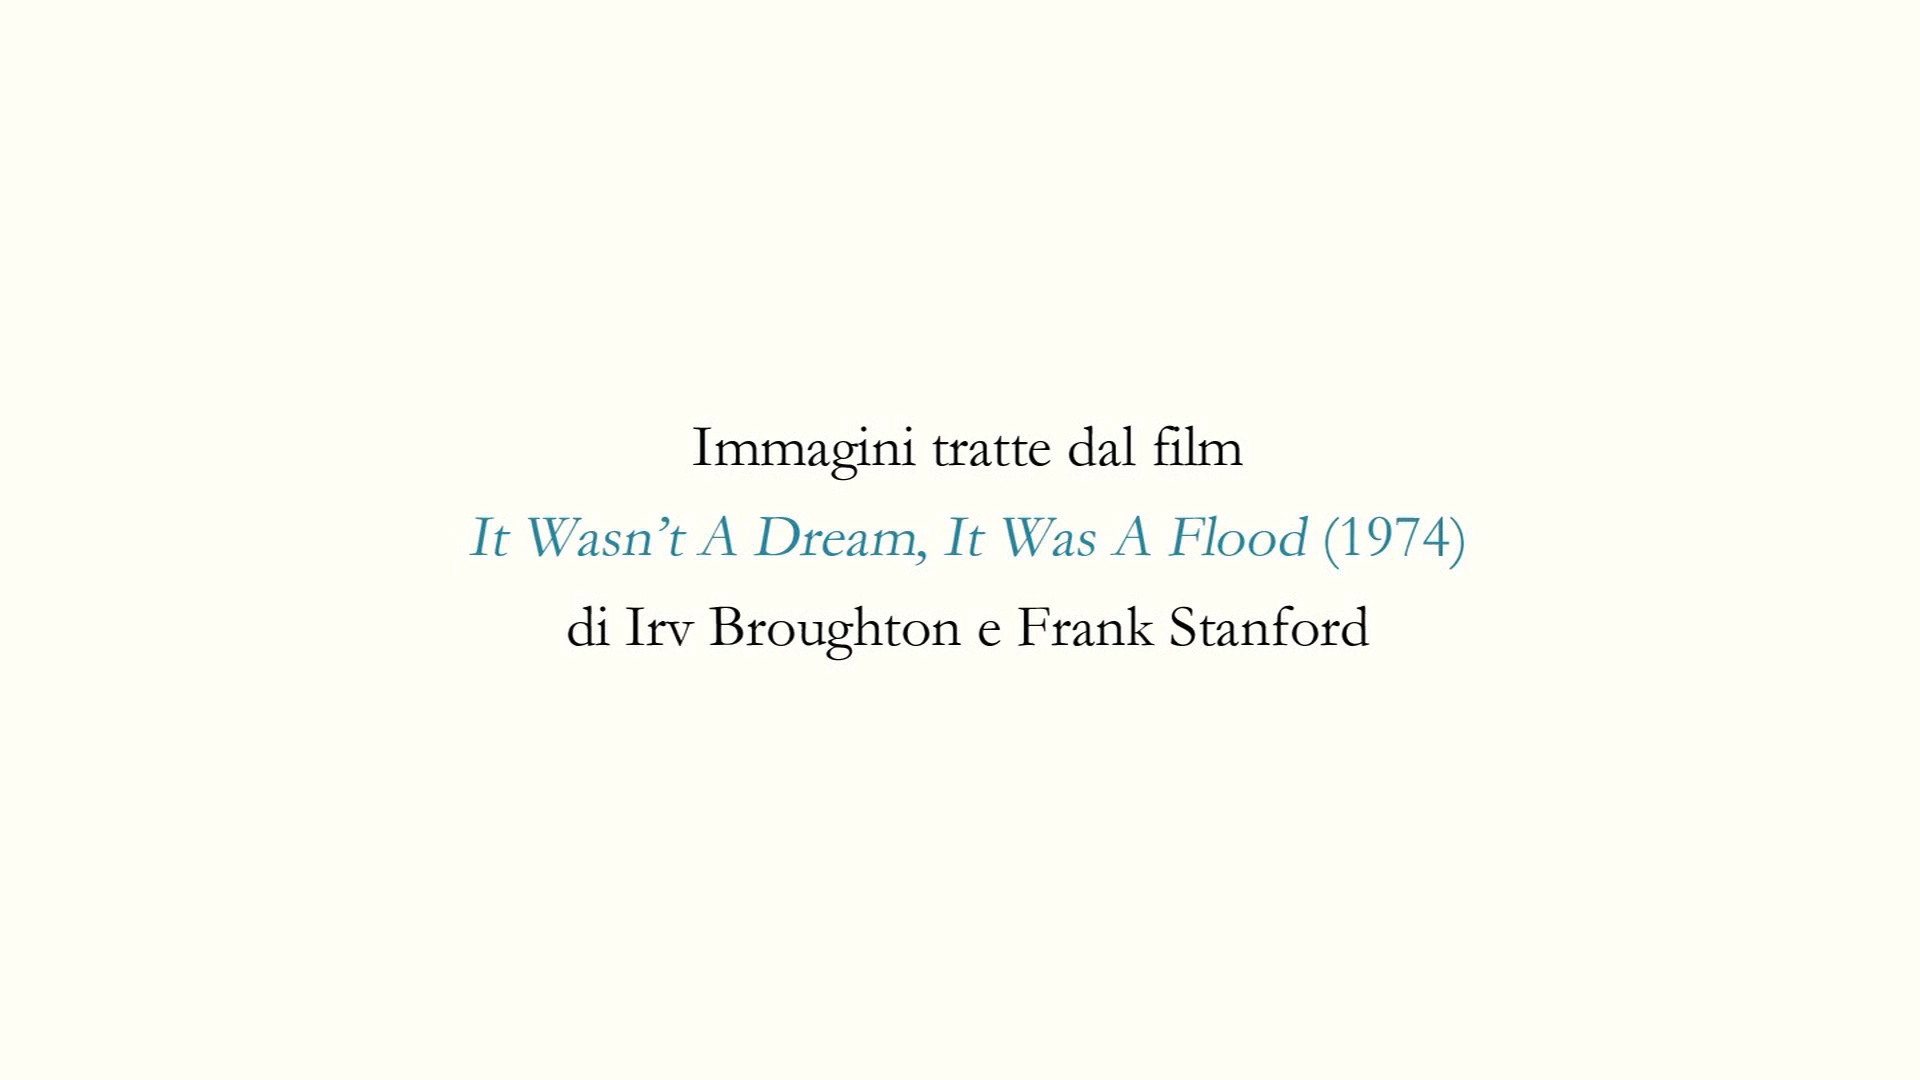 Immagini tratte dal film
It Wasn’t A Dream, It Was A Flood (1974)
di Irv Broughton e Frank Stanford